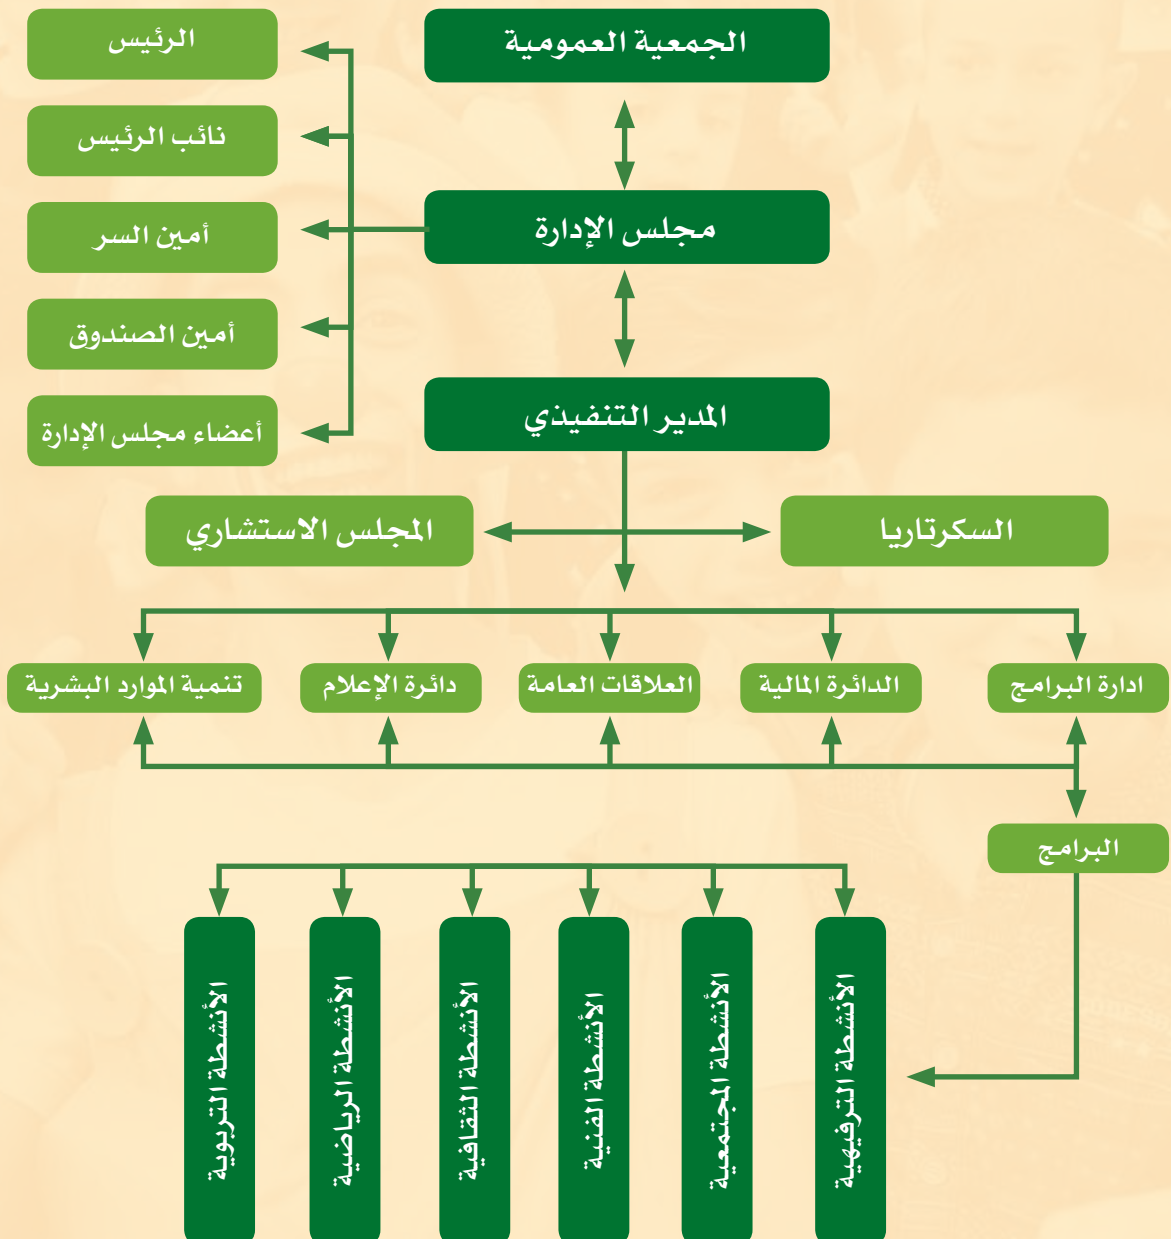 الجمعية العمومية
مجلس الإدارة
المدير التنفيذي
الرئيس
نائب الرئيس
أمين السر
أمين الصندوق
أعضاء مجلس الإدارة
السكرتاريا
المجلس الاستشاري
ادارة البرامج
الدائرة المالية
العلاقات العامة
دائرة الإعلام
تنمية الموارد البشرية
البرامج
الأنشطة الترفيهية
الأنشطة المجتمعية
الأنشطة الفنية
الأنشطة الثقافية
الأنشطة الرياضية
الأنشطة التربوية